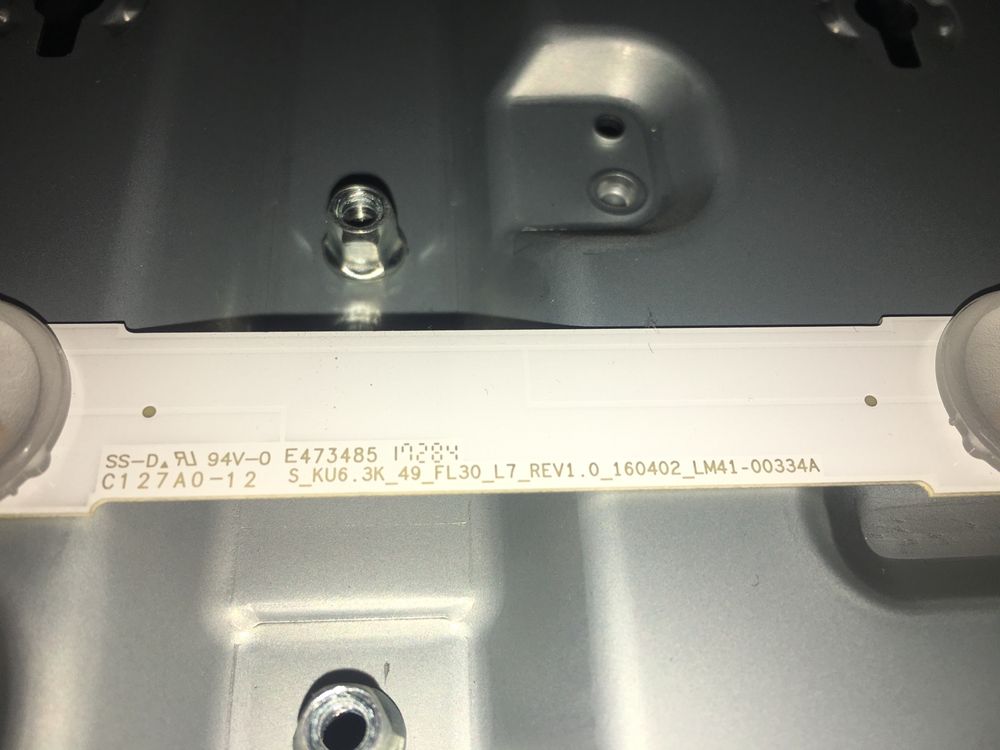 SS-D 94V-0 E473485 17284
C127A0-12 S_KU6.3K_49_FL30_L7_REV1.0_160402_LM41-00334A